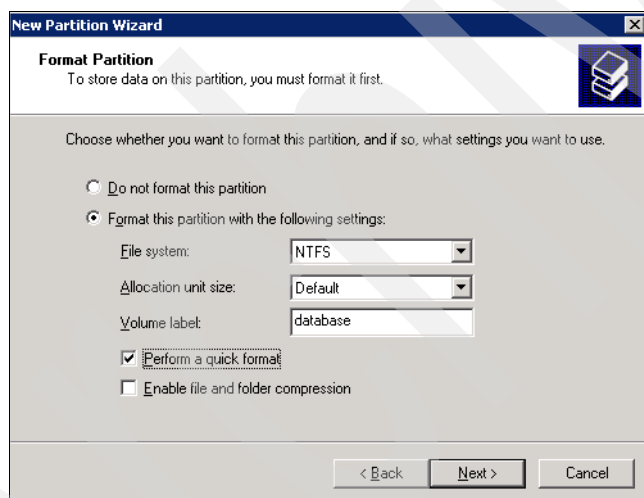 New Partition Wizard
Format Partition
To store data on this partition, you must format it first.
Choose whether you want to format this partition, and if so, what settings you want to use.
Do not format this partition
Format this partition with the following settings:
File system: NTFS
Allocation unit size: Default
Volume label: database
Perform a quick format
Enable file and folder compression
< Back Next > Cancel